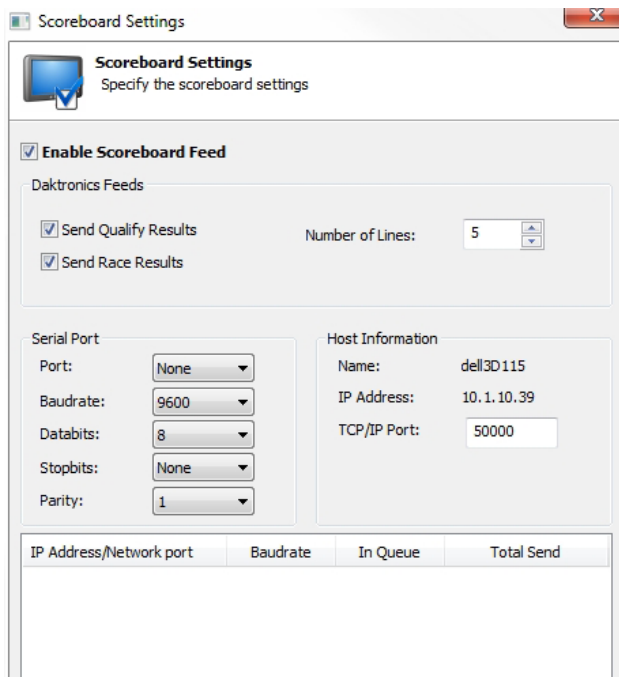 Scoreboard Settings
Scoreboard Settings
Specify the scoreboard settings
Enable Scoreboard Feed
Daktronics Feeds
Send Qualify Results
Number of Lines: 5
Send Race Results
Serial Port
Port: None
Baudrate: 9600
Databits: 8
Stopbits: None
Parity: 1
Host Information
Name: dell3D115
IP Address: 10.1.10.39
TCP/IP Port: 50000
IP Address/Network port Baudrate In Queue Total Send